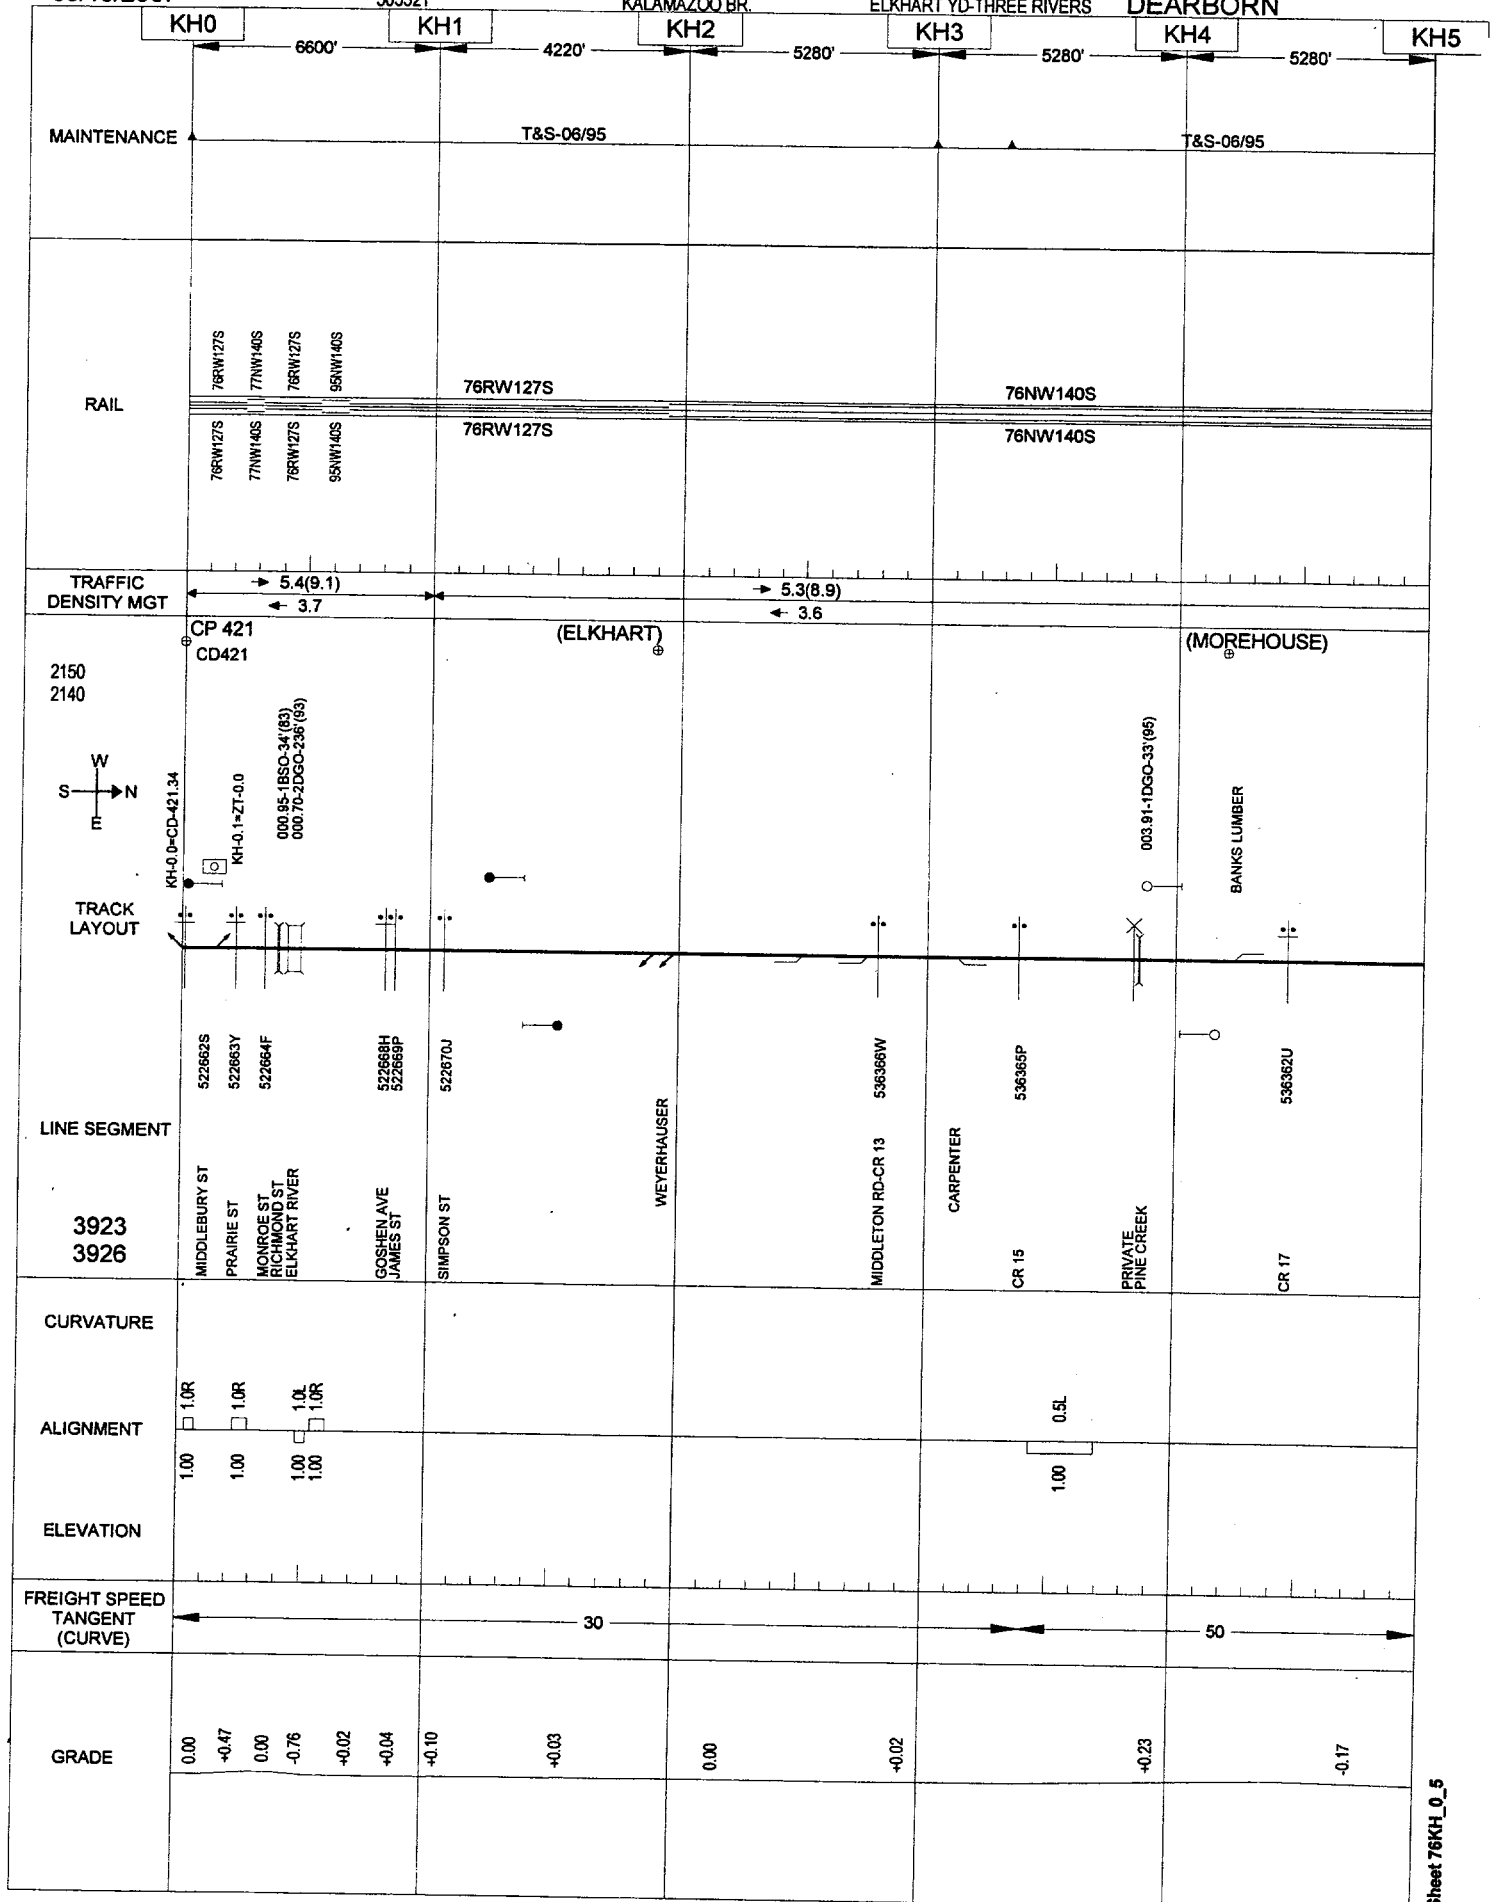 KALAMAZOO BR. ELKHART YD-THREE RIVERS DEARBORN
KH0 KH1 KH2 KH3 KH4 KH5
6600' 4220' 5280' 5280' 5280'
MAINTENANCE T&S-06/95 T&S-06/95
76RW127S 77NW140S 76RW127S 95NW140S
76RW127S 76NW140S
RAIL
76RW127S 76NW140S
76RW127S 77NW140S 76RW127S 95NW140S
TRAFFIC
DENSITY MGT
5.4(9.1) 5.3(8.9)
3.7 3.6
CP 421 (ELKHART) (MOREHOUSE)
CD421
2150
2140
W
S N
E
KH-0.0=CD-421.34
KH-0.1=ZT-0.0
000.95-1BSO-34'(83)
000.70-2DGO-236'(93)
003.91-1DGO-33'(95)
BANKS LUMBER
TRACK
LAYOUT
522662S
522663Y
522664F
522668H
522669P
522670J
536366W
536365P
536362U
LINE SEGMENT
3923
3926
MIDDLEBURY ST
PRAIRIE ST
MONROE ST
RICHMOND ST
ELKHART RIVER
GOSHEN AVE
JAMES ST
SIMPSON ST
WEYERHAUSER
MIDDLETON RD-CR 13
CARPENTER
CR 15
PRIVATE
PINE CREEK
CR 17
CURVATURE
1.0R 1.0R 1.0L 1.0R 0.5L
ALIGNMENT
1.00 1.00 1.00 1.00 1.00
ELEVATION
FREIGHT SPEED
TANGENT
(CURVE)
30 50
GRADE
0.00 +0.47 0.00 -0.76 +0.02 +0.04 +0.10 +0.03 0.00 +0.02 +0.23 -0.17
Sheet 76KH_0_5